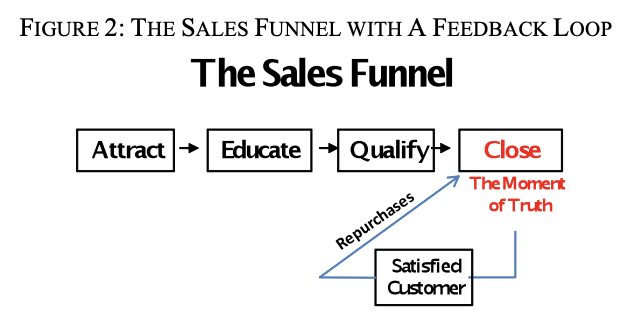 FIGURE 2: THE SALES FUNNEL WITH A FEEDBACK LOOP
The Sales Funnel
Attract
Educate
Qualify
Close
The Moment
of Truth
Repurchases
Satisfied
Customer